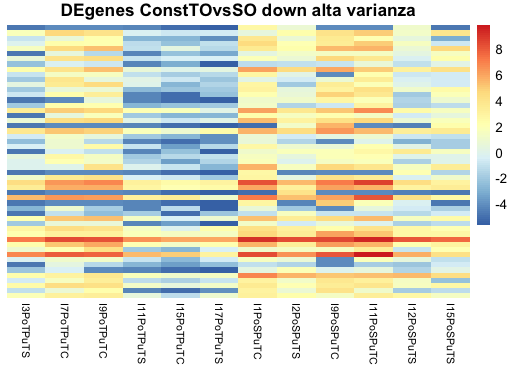 DEgenes ConstTOvsSO down alta varianza
8
6
4
2
0
-2
-4
I3PoTPuTS
I7PoTPuTC
I9PoTPuTC
I11PoTPuTS
I15PoTPuTC
I17PoTPuTS
I1PoSPuTC
I2PoSPuTS
I9PoSPuTC
I11PoSPuTC
I12PoSPuTS
I15PoSPuTS